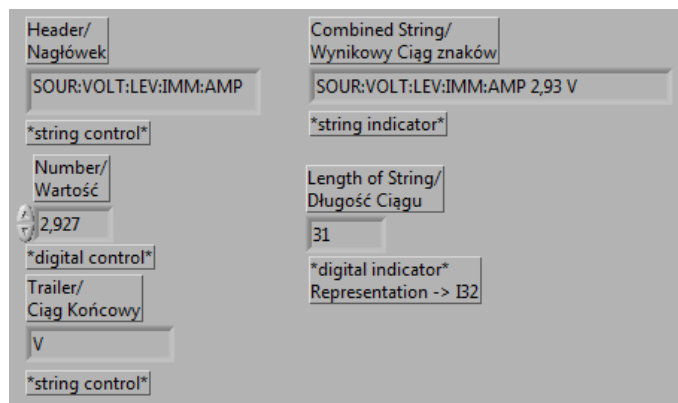 Header/
Nagłówek
SOUR:VOLT:LEV:IMM:AMP
*string control*
Number/
Wartość
2,927
*digital control*
Trailer/
Ciąg Końcowy
V
*string control*
Combined String/
Wynikowy Ciąg znaków
SOUR:VOLT:LEV:IMM:AMP 2,93 V
*string indicator*
Length of String/
Długość Ciągu
31
*digital indicator*
Representation -> I32